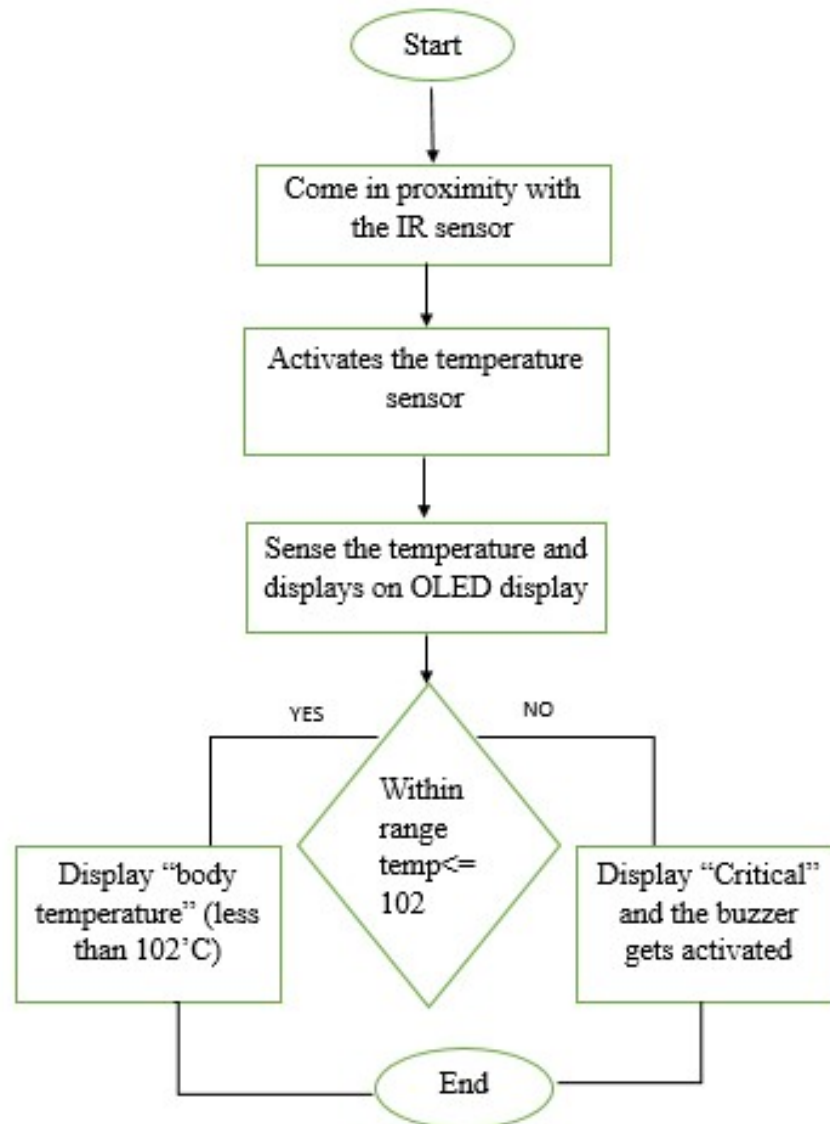 Start
Come in proximity with
the IR sensor
Activates the temperature
sensor
Sense the temperature and
displays on OLED display
YES
NO
Within
range
temp<=
102
Display “body
temperature” (less
than 102’C)
Display “Critical”
and the buzzer
gets activated
End